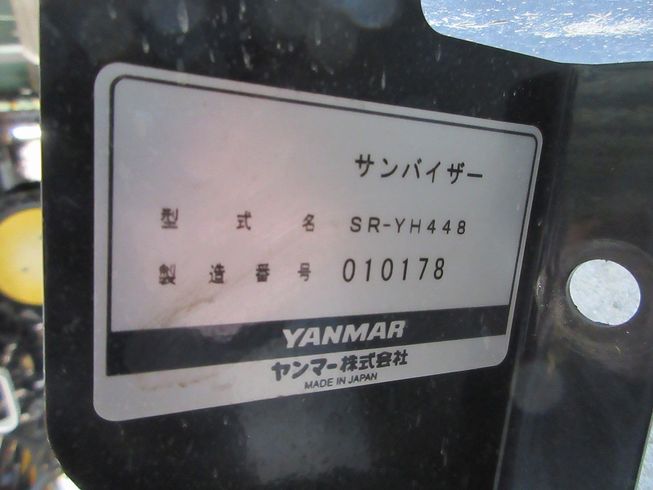 サンバイザー
型式名 SR-YH448
製造番号 010178
YANMAR
ヤンマー株式会社
MADE IN JAPAN